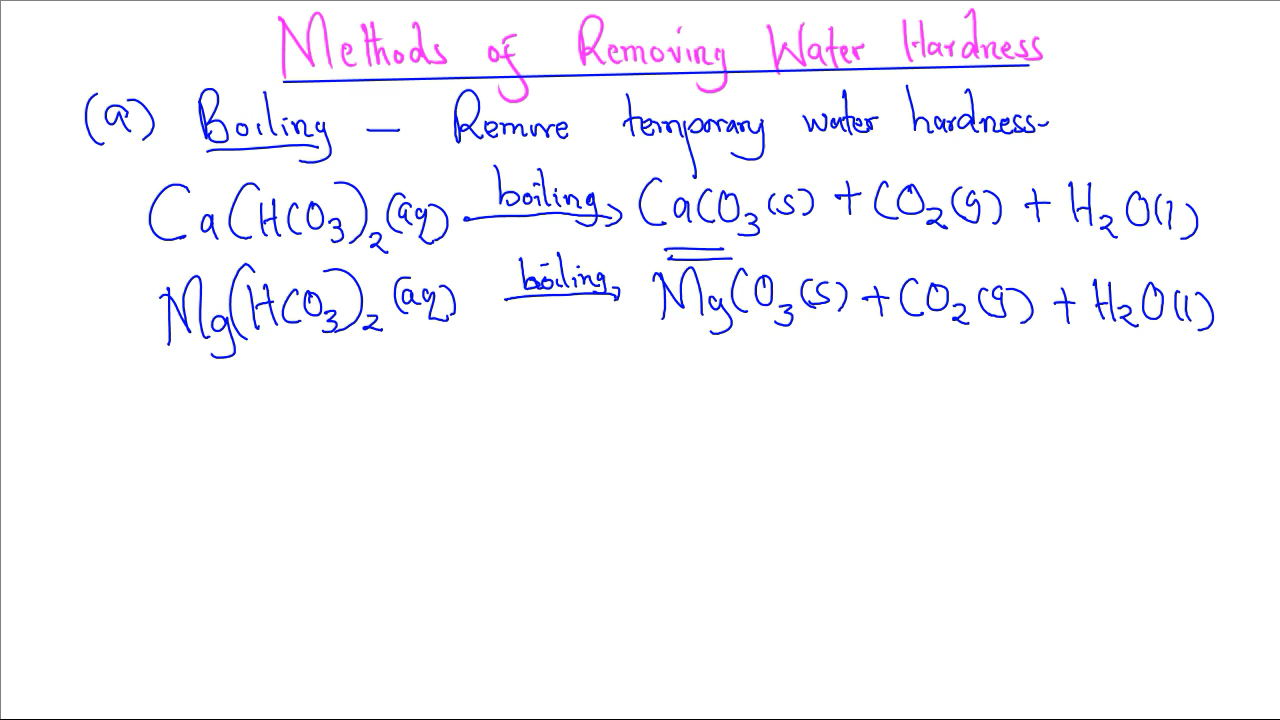 Methods of Removing Water Hardness
(a) Boiling — Remove temporary water hardness.
Ca(HCO₃)₂(aq) boiling→ CaCO₃(s) + CO₂(g) + H₂O(l)
Mg(HCO₃)₂(aq) boiling→ MgCO₃(s) + CO₂(g) + H₂O(l)